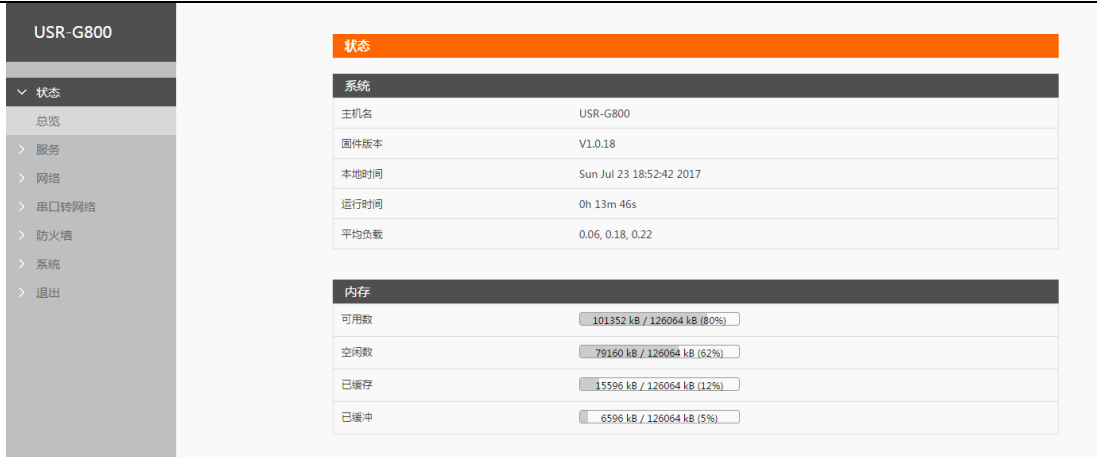 USR-G800
状态
总览
服务
网络
串口转网络
防火墙
系统
退出
状态
系统
主机名 USR-G800
固件版本 V1.0.18
本地时间 Sun Jul 23 18:52:42 2017
运行时间 0h 13m 46s
平均负载 0.06, 0.18, 0.22
内存
可用数 101352 kB / 126064 kB (80%)
空闲数 79160 kB / 126064 kB (62%)
已缓存 15596 kB / 126064 kB (12%)
已缓冲 6596 kB / 126064 kB (5%)